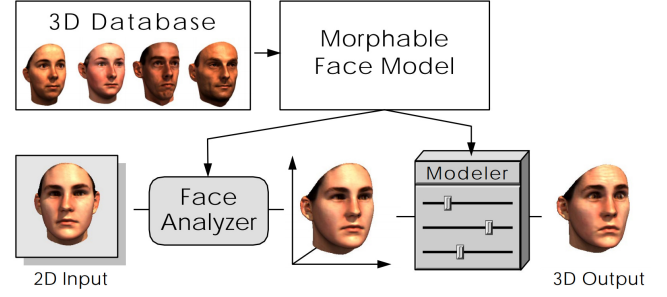 3D Database
Morphable
Face Model
Face
Analyzer
Modeler
2D Input
3D Output